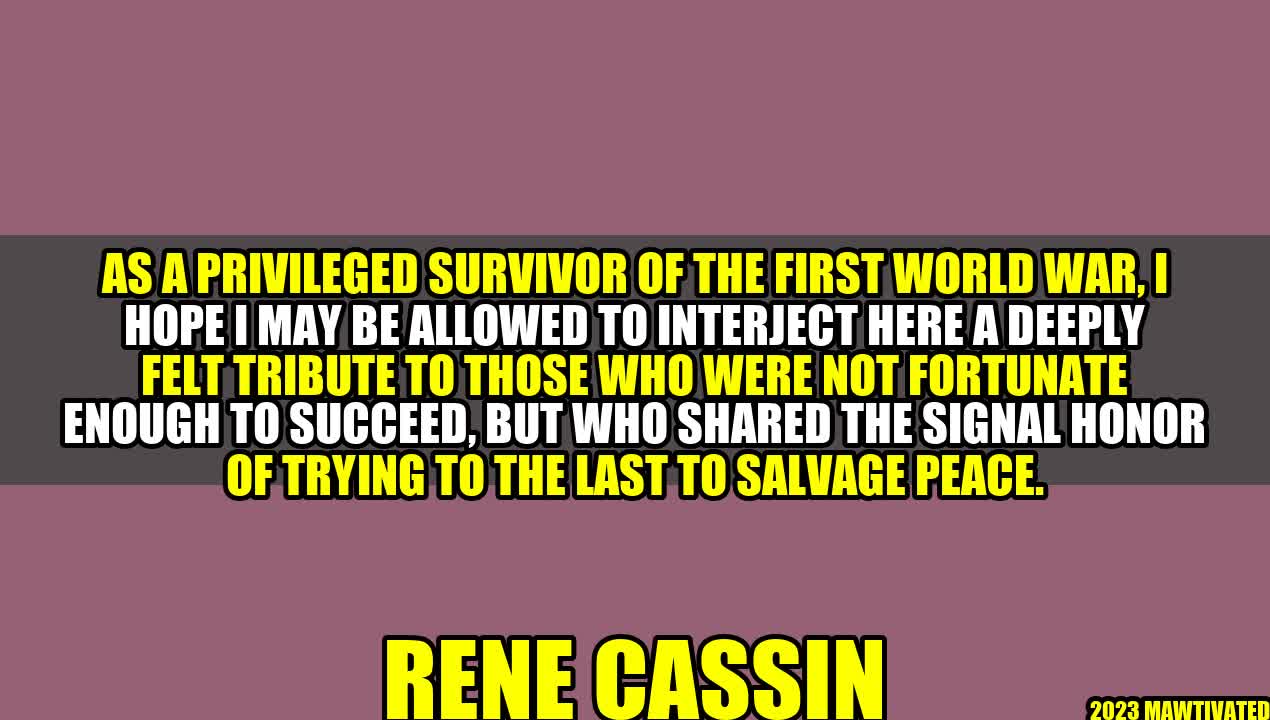 AS A PRIVILEGED SURVIVOR OF THE FIRST WORLD WAR, I
HOPE I MAY BE ALLOWED TO INTERJECT HERE A DEEPLY
FELT TRIBUTE TO THOSE WHO WERE NOT FORTUNATE
ENOUGH TO SUCCEED, BUT WHO SHARED THE SIGNAL HONOR
OF TRYING TO THE LAST TO SALVAGE PEACE.
RENE CASSIN
2023 MAWTIVATED